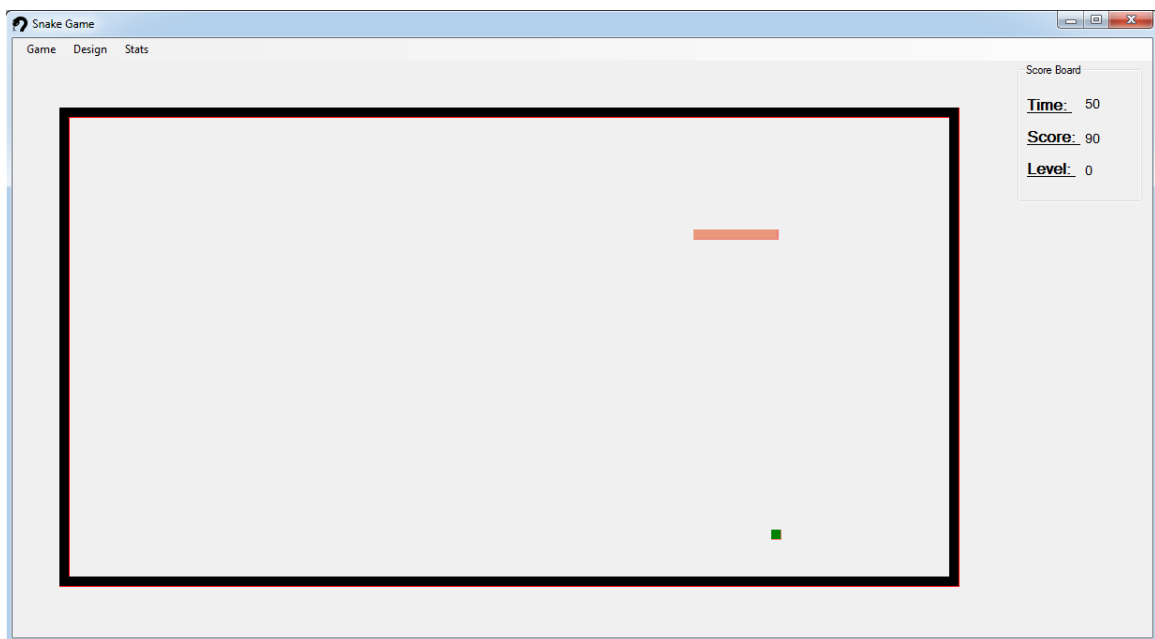 Snake Game
Game Design Stats
Score Board
Time: 50
Score: 90
Level: 0